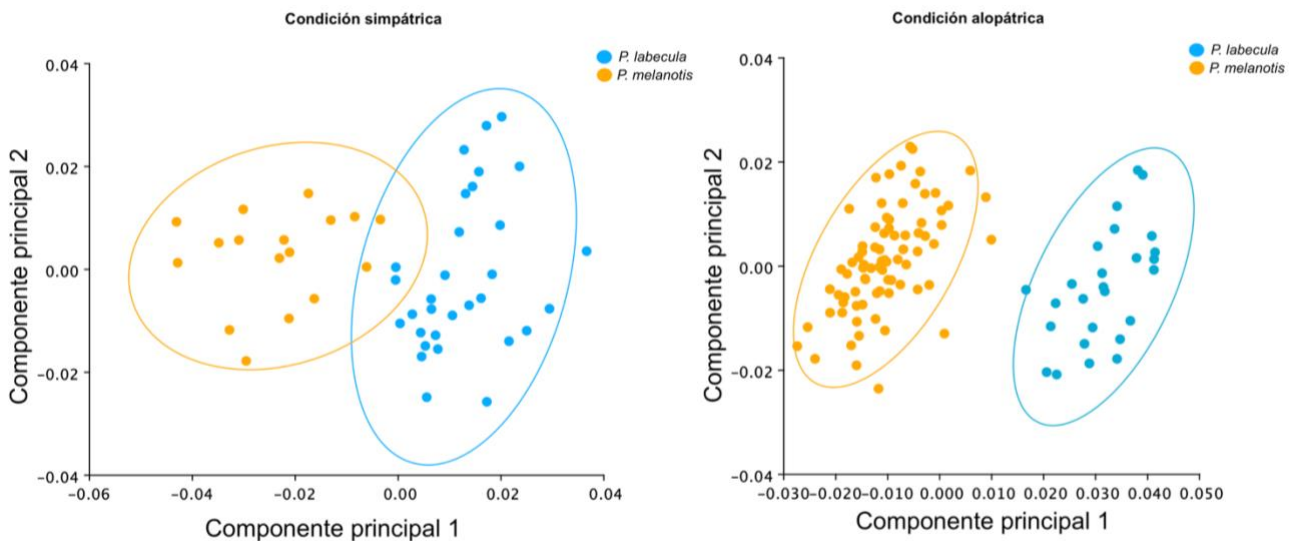 Condición simpátrica
P. labecula
P. melanotis
0.04
0.02
0.00
−0.02
−0.04
−0.06
−0.04
−0.02
0.00
0.02
0.04
Componente principal 2
Componente principal 1
Condición alopátrica
P. labecula
P. melanotis
0.04
0.02
0.00
−0.02
−0.04
−0.030
−0.020
−0.010
0.000
0.010
0.020
0.030
0.040
0.050
Componente principal 2
Componente principal 1